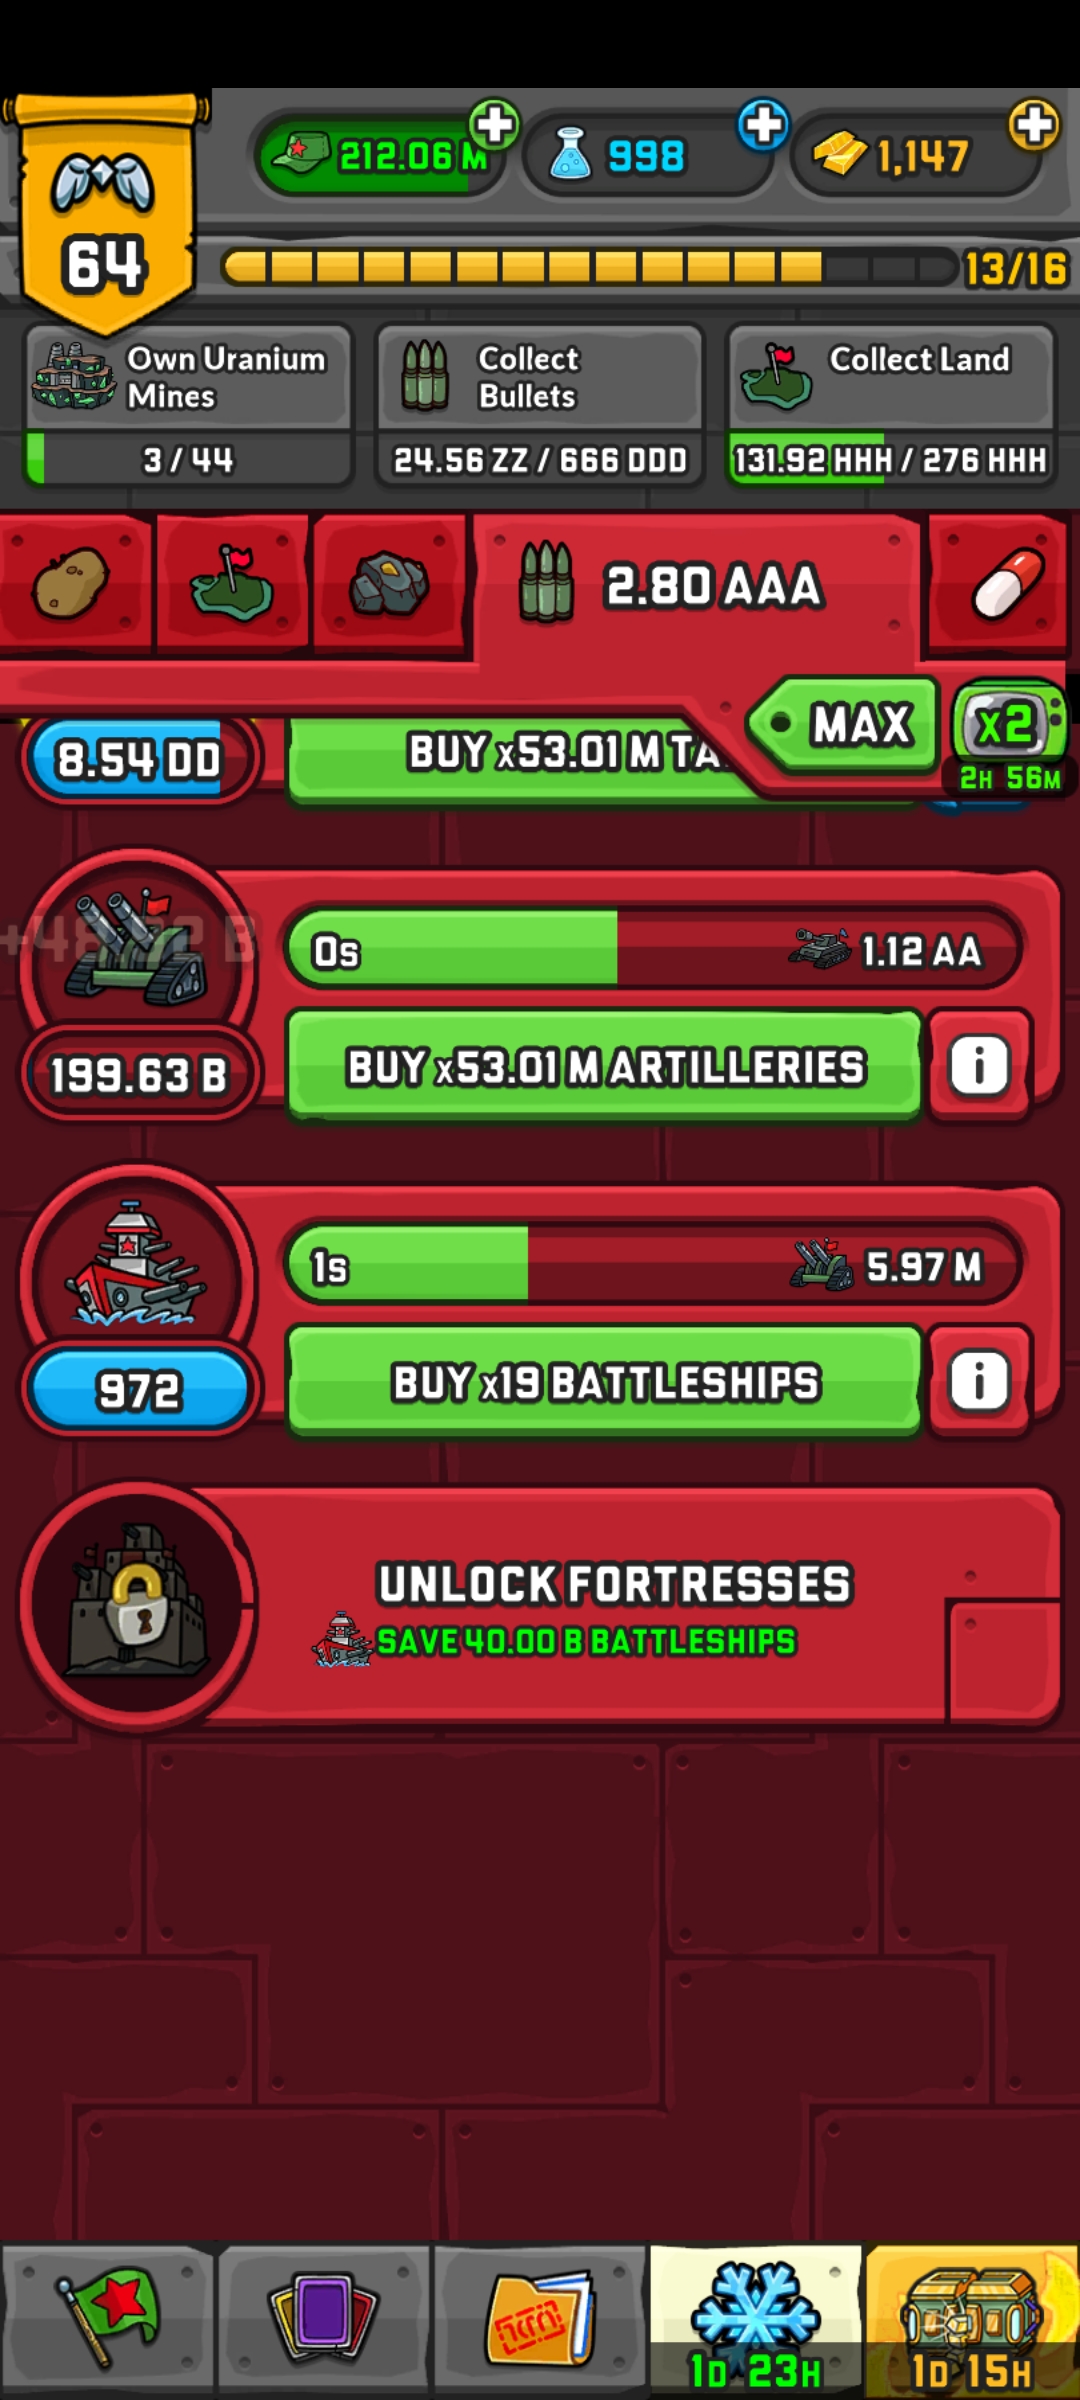 212.06 M
998
1,147
64
13/16
Own Uranium
Mines
3 / 44
Collect
Bullets
24.56 ZZ / 666 DDD
Collect Land
131.92 HHH / 276 HHH
2.80 AAA
MAX
x2
2H 56M
8.54 DD
BUY x53.01 M
0s
1.12 AA
199.63 B
BUY x53.01 M ARTILLERIES
i
1s
5.97 M
972
BUY x19 BATTLESHIPS
i
UNLOCK FORTRESSES
SAVE 40.00 B BATTLESHIPS
1D 23H
1D 15H